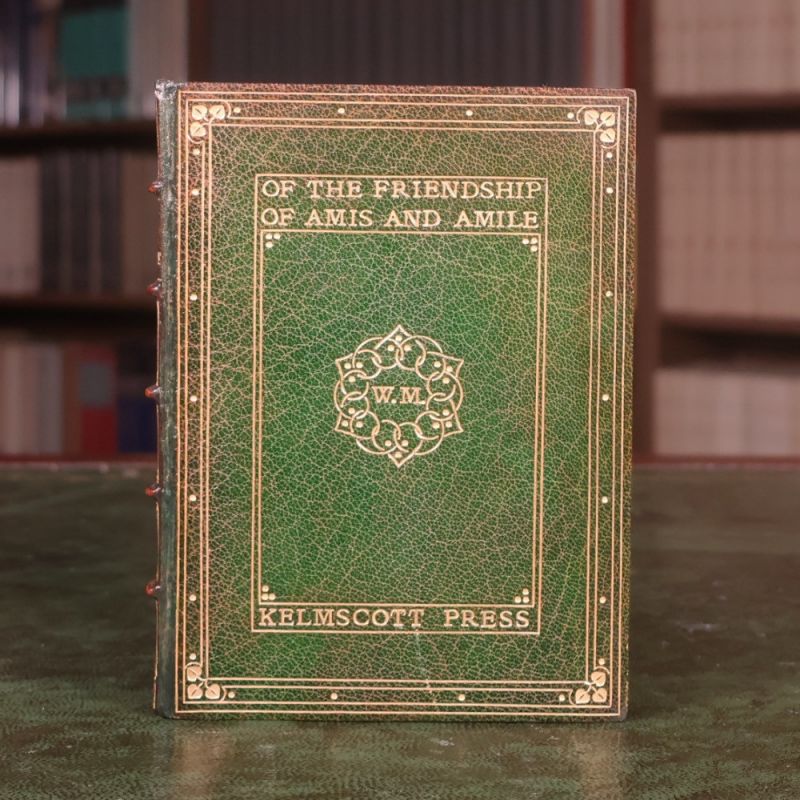 OF THE FRIENDSHIP
OF AMIS AND AMILE
W.M.
KELMSCOTT PRESS